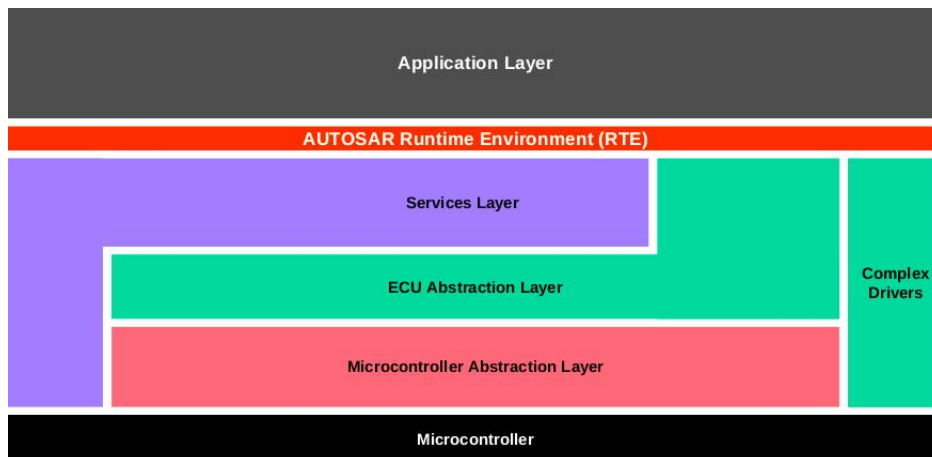 Application Layer
AUTOSAR Runtime Environment (RTE)
Services Layer
ECU Abstraction Layer
Complex
Drivers
Microcontroller Abstraction Layer
Microcontroller